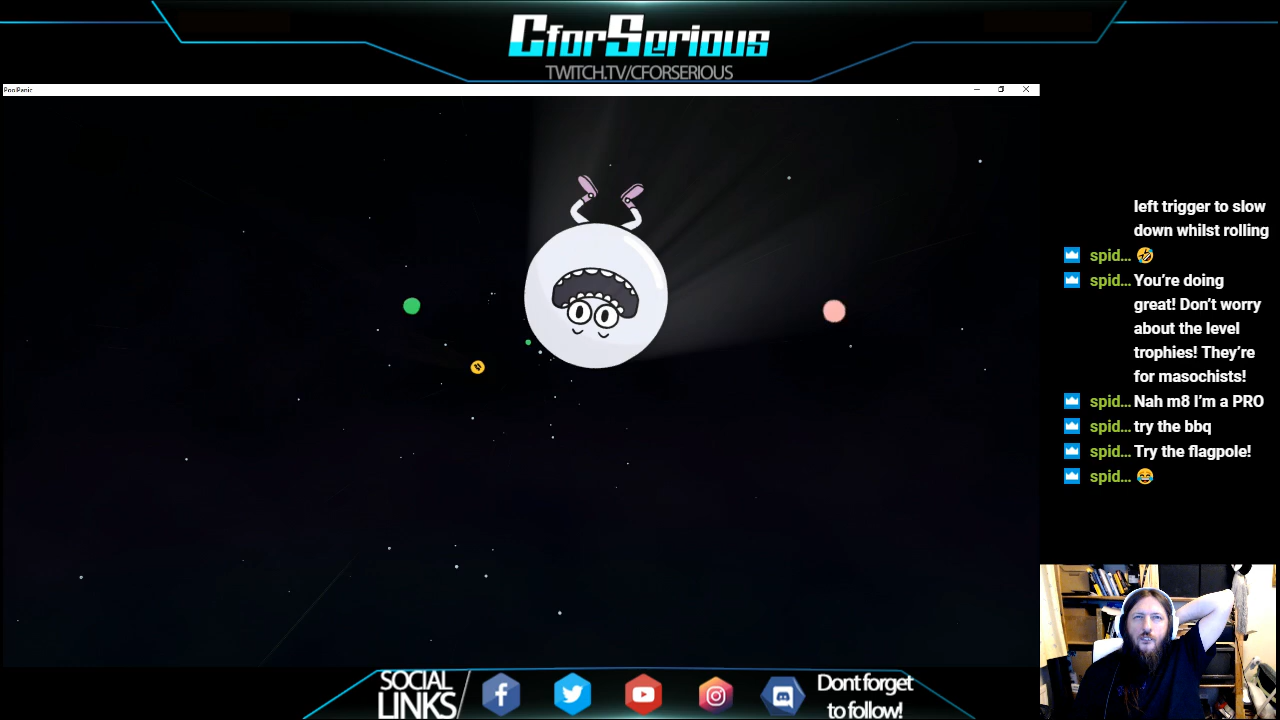 CforSerious
TWITCH.TV/CFORSERIOUS
PoolPanic
left trigger to slow
down whilst rolling
spid... 🤣
spid... You're doing
great! Don't worry
about the level
trophies! They're
for masochists!
spid... Nah m8 I'm a PRO
spid... try the bbq
spid... Try the flagpole!
spid... 😂
SOCIAL
LINKS
Dont forget
to follow!